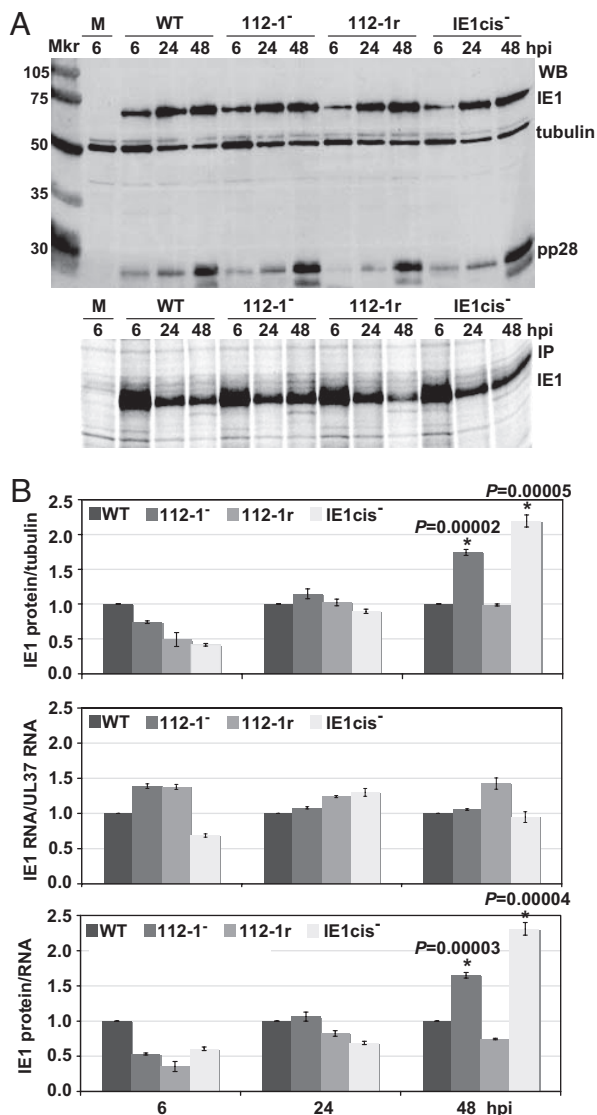 A
M WT 112-1⁻ 112-1r IE1cis⁻
Mkr 6 6 24 48 6 24 48 6 24 48 6 24 48 hpi
105 WB
75 IE1
tubulin
50
35
30 pp28
M WT 112-1⁻ 112-1r IE1cis⁻
6 6 24 48 6 24 48 6 24 48 6 24 48 hpi
IP
IE1
B
P=0.00005
2.5
WT 112-1⁻ 112-1r IE1cis⁻
P=0.00002 *
2.0
*
1.5
1.0
0.5
0.0
IE1 protein/tubulin
2.5
WT 112-1⁻ 112-1r IE1cis⁻
2.0
1.5
1.0
0.5
0.0
IE1 RNA/UL37 RNA
P=0.00004
2.5
WT 112-1⁻ 112-1r IE1cis⁻ *
P=0.00003
2.0
*
1.5
1.0
0.5
0.0
IE1 protein/RNA
6 24 48 hpi